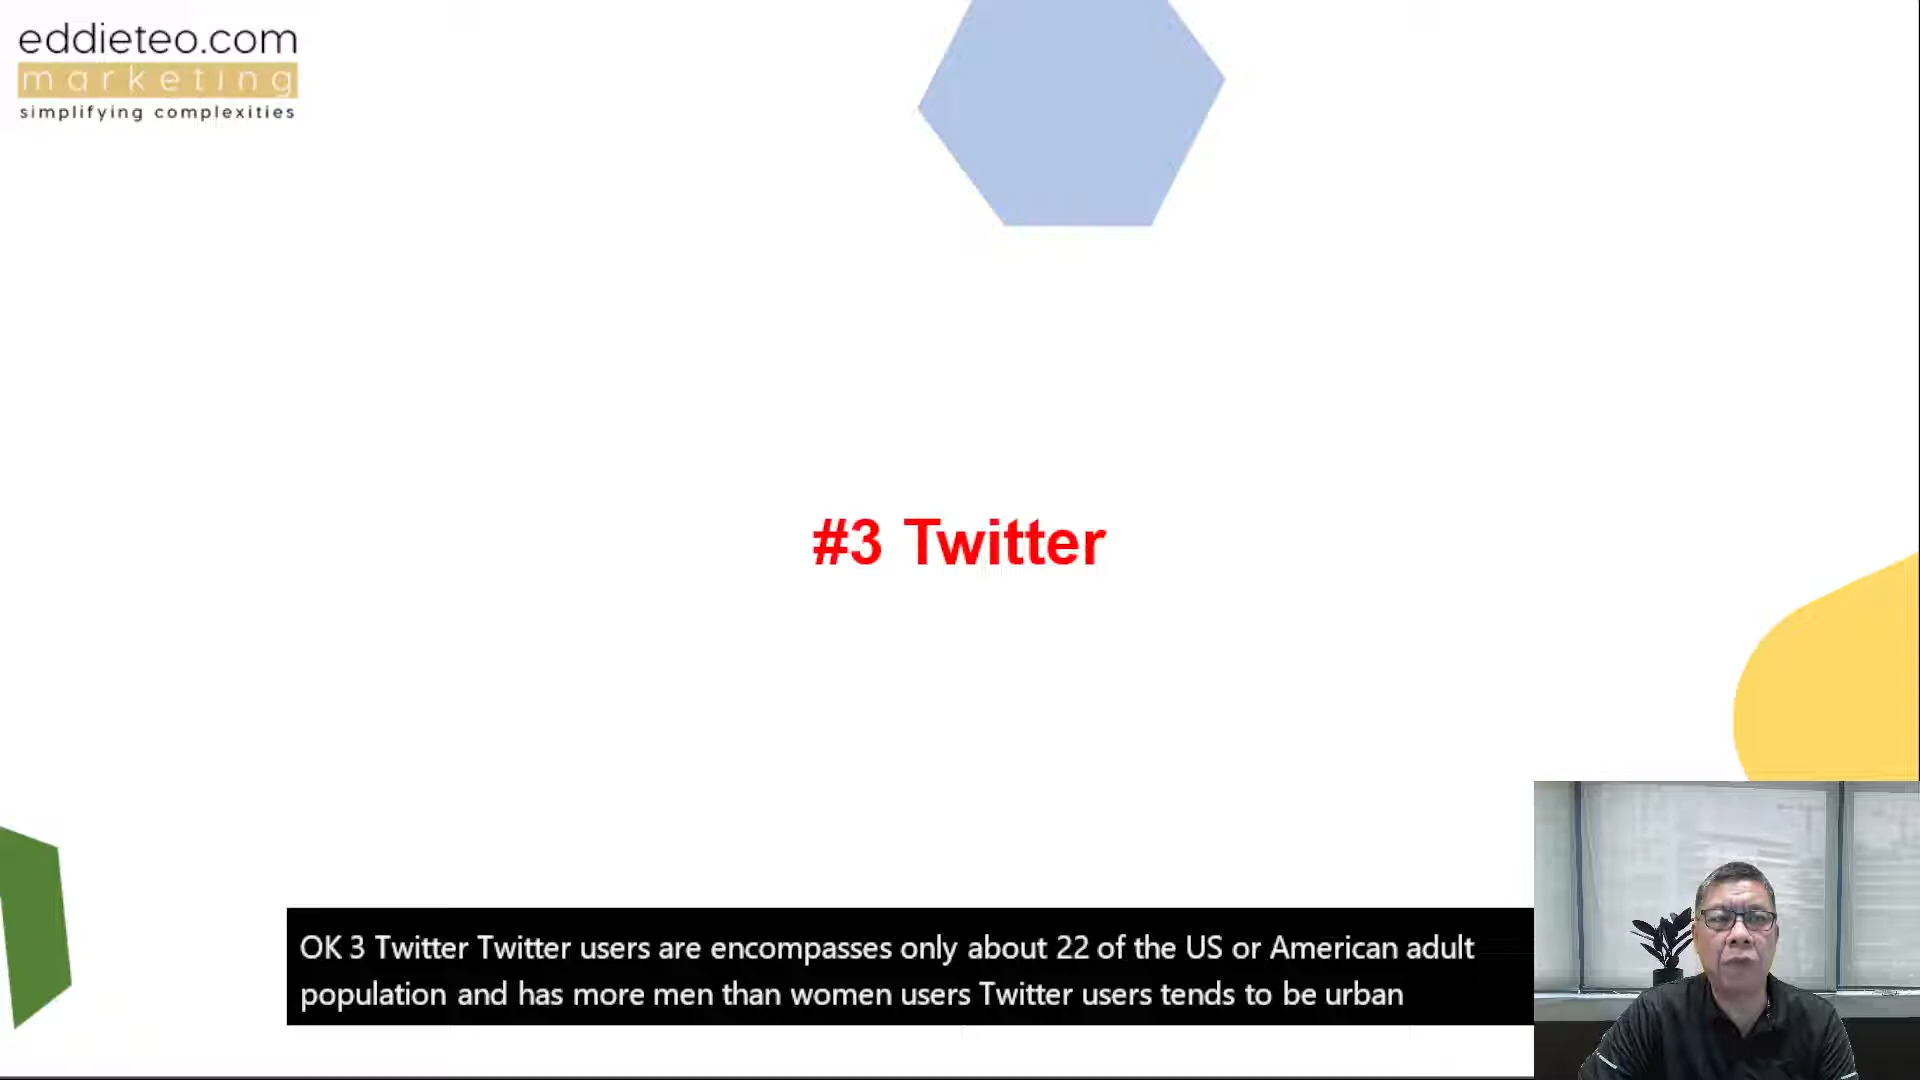 eddieteo.com
marketing
simplifying complexities
#3 Twitter
OK 3 Twitter Twitter users are encompasses only about 22 of the US or American adult
population and has more men than women users Twitter users tends to be urban